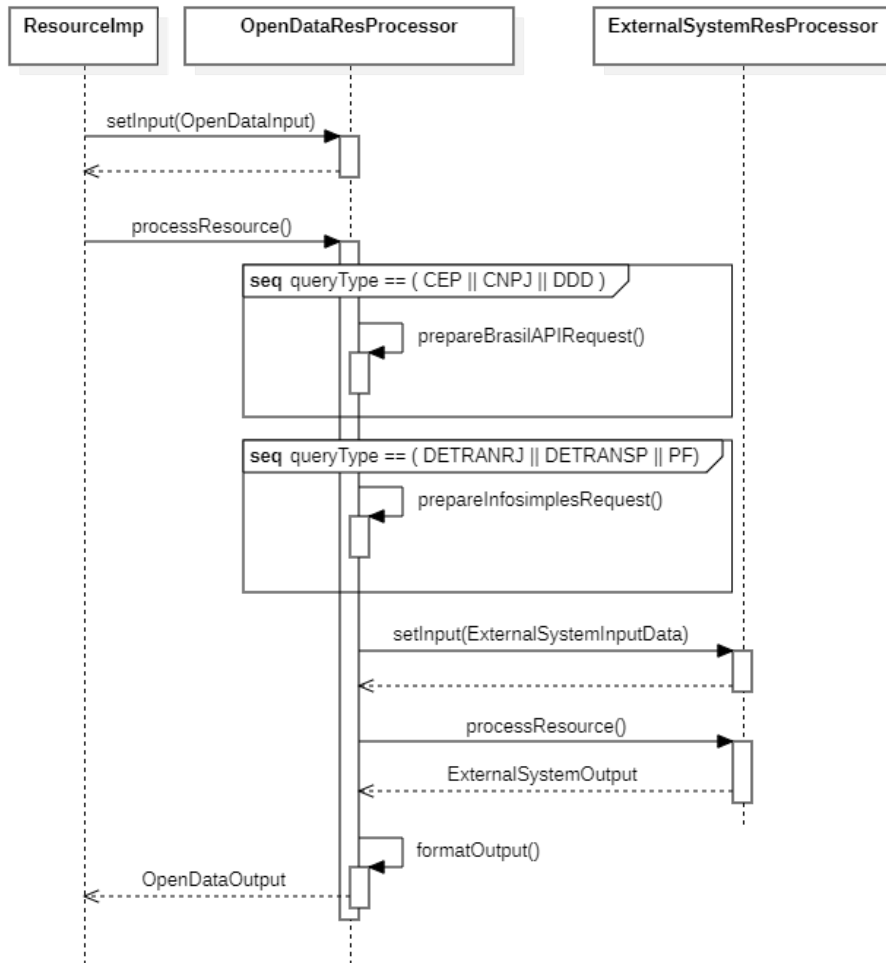 ResourceImp
OpenDataResProcessor
ExternalSystemResProcessor
setInput(OpenDataInput)
processResource()
seq queryType == ( CEP || CNPJ || DDD )
prepareBrasilAPIRequest()
seq queryType == ( DETRANRJ || DETRANSP || PF)
prepareInfosimplesRequest()
setInput(ExternalSystemInputData)
processResource()
ExternalSystemOutput
formatOutput()
OpenDataOutput